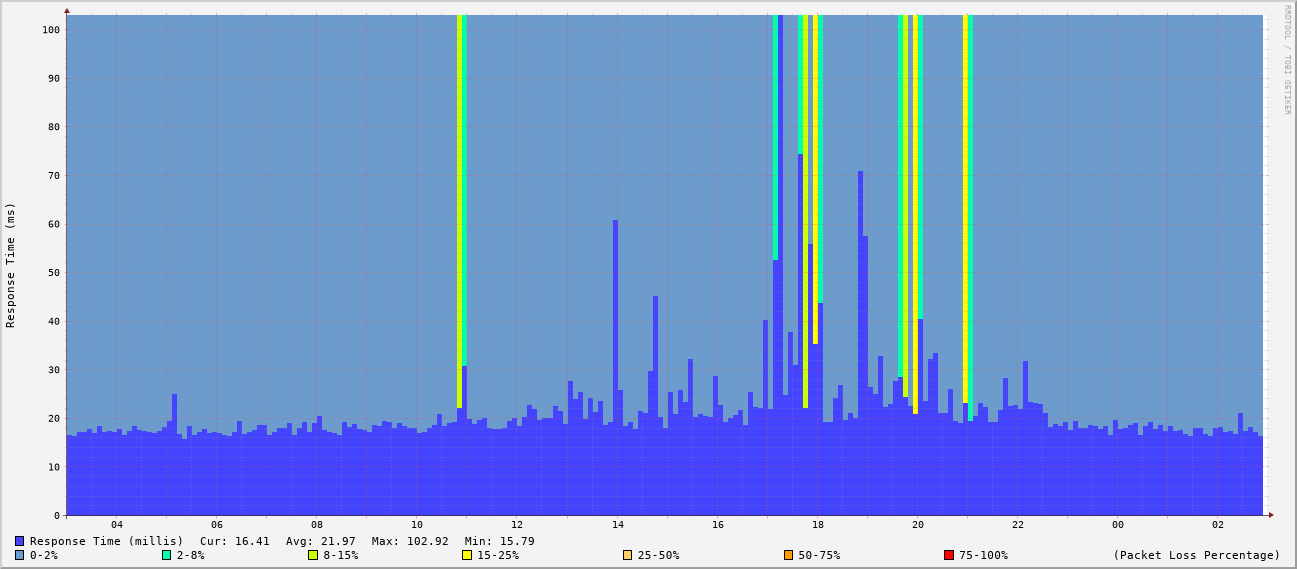 RRDTOOL / TOBI OETIKER
Response Time (ms)
100
90
80
70
60
50
40
30
20
10
0
04 06 08 10 12 14 16 18 20 22 00 02
Response Time (millis) Cur: 16.41 Avg: 21.97 Max: 102.92 Min: 15.79
0-2% 2-8% 8-15% 15-25% 25-50% 50-75% 75-100% (Packet Loss Percentage)